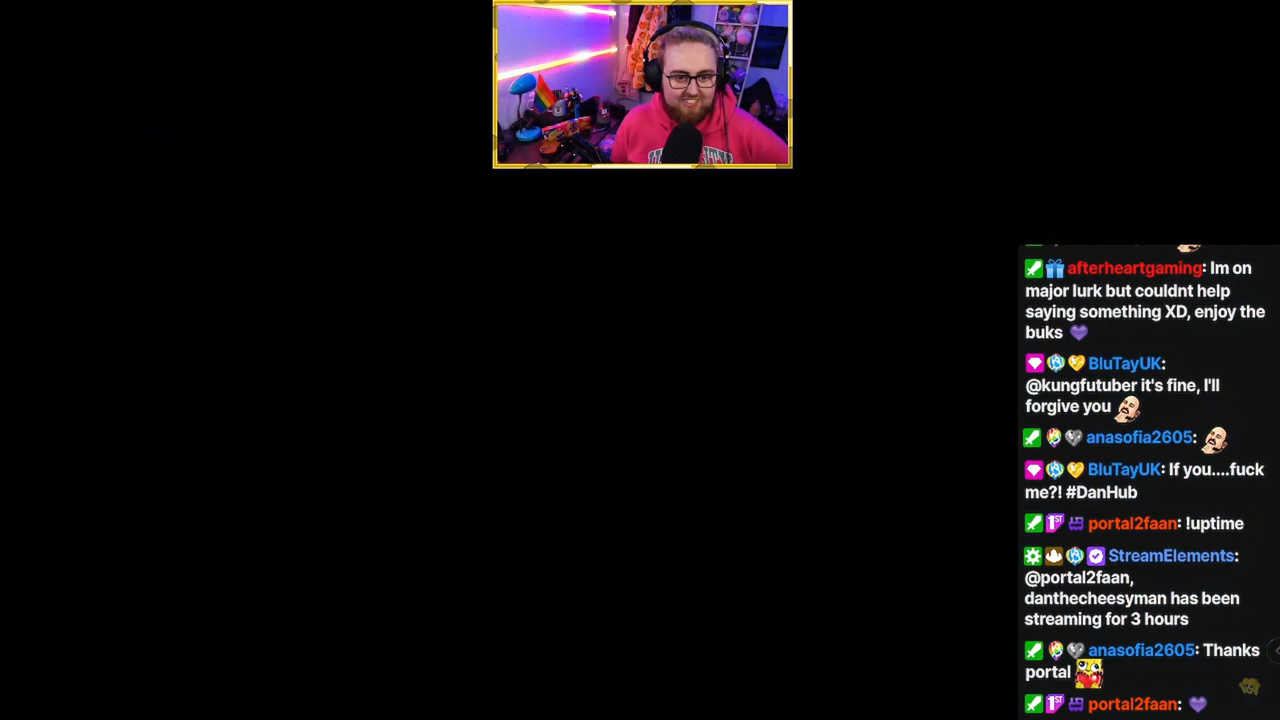 afterheartgaming: Im on
major lurk but couldnt help
saying something XD, enjoy the
buks
BluTayUK:
@kungfutuber it's fine, I'll
forgive you
anasofia2605:
BluTayUK: If you....fuck
me?! #DanHub
1ST portal2faan: !uptime
StreamElements:
@portal2faan,
danthecheesyman has been
streaming for 3 hours
anasofia2605: Thanks
portal
1ST portal2faan: